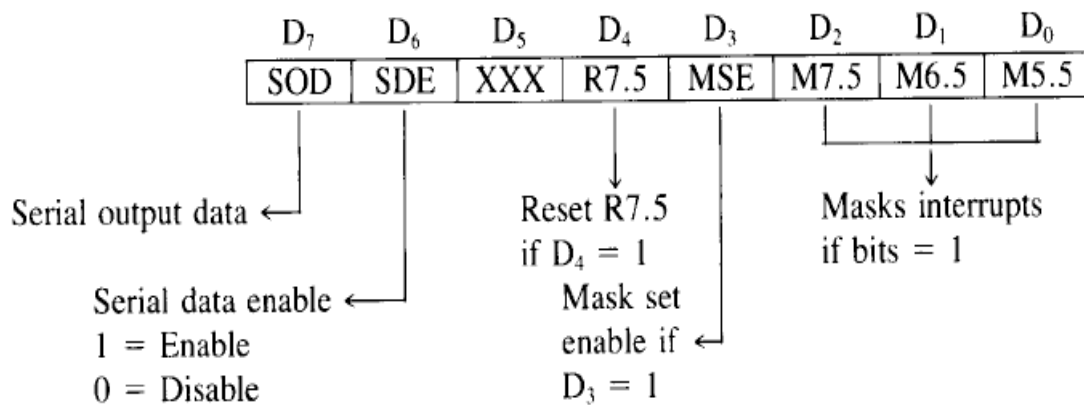 D₇ D₆ D₅ D₄ D₃ D₂ D₁ D₀
SOD SDE XXX R7.5 MSE M7.5 M6.5 M5.5
Serial output data
Reset R7.5
if D₄ = 1
Masks interrupts
if bits = 1
Serial data enable
1 = Enable
0 = Disable
Mask set
enable if
D₃ = 1